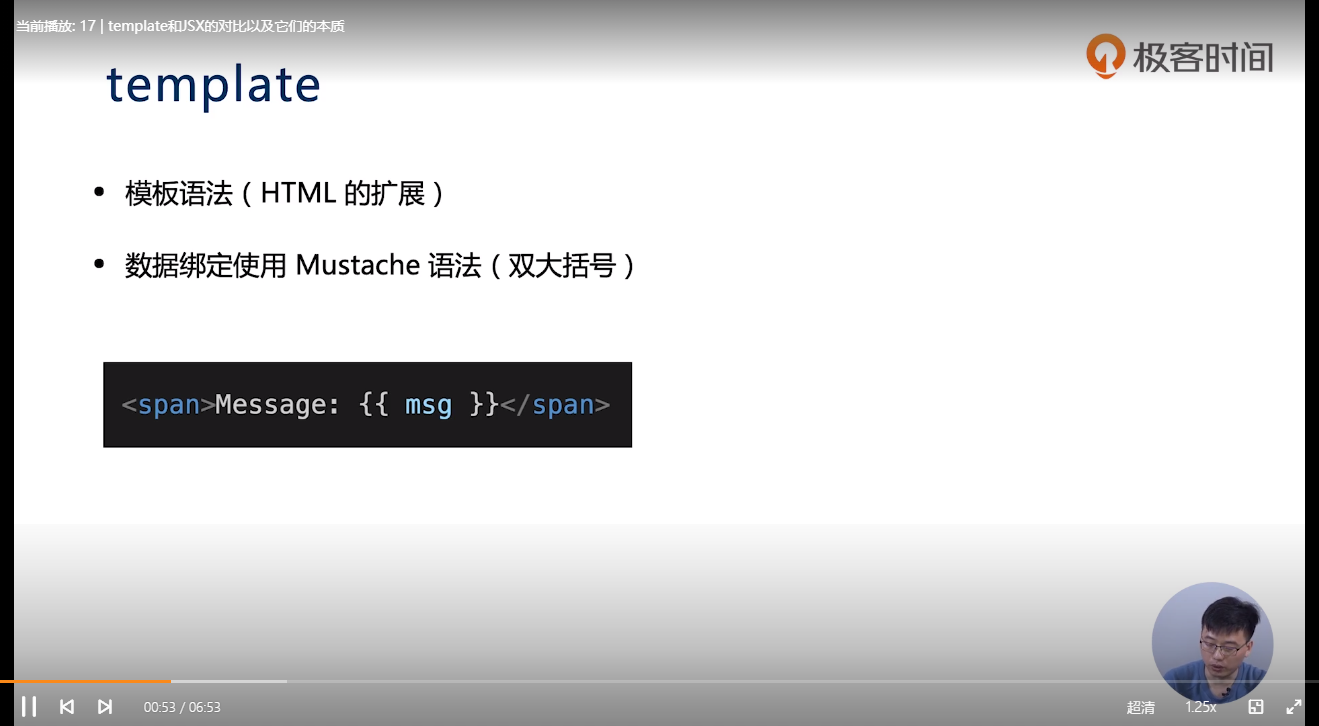 当前播放: 17 | template和JSX的对比以及它们的本质
极客时间
template
• 模板语法（HTML 的扩展）
• 数据绑定使用 Mustache 语法（双大括号）
<span>Message: {{ msg }}</span>
00:53 / 06:53
超清
1.25x